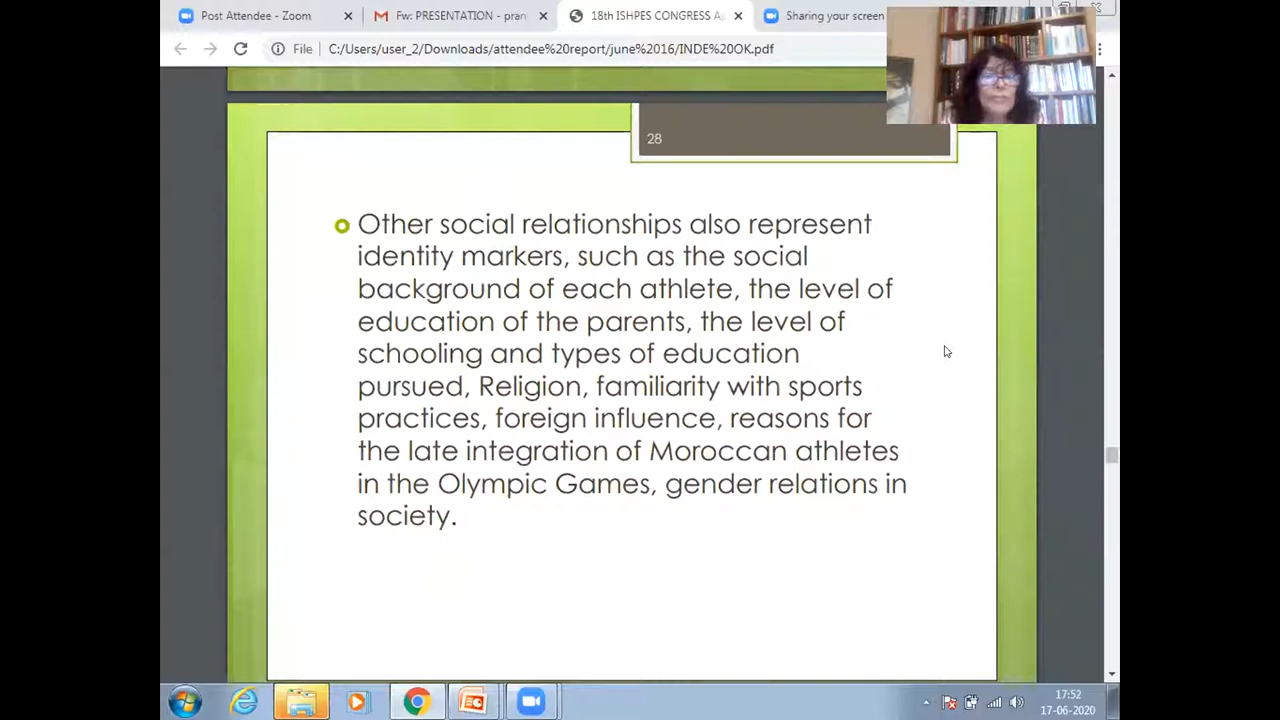 Post Attendee - Zoom
Fw: PRESENTATION - pran
18th ISHPES CONGRESS A
Sharing your screen
File
C:/Users/user_2/Downloads/attendee%20report/june%2016/INDE%20OK.pdf
28
Other social relationships also represent
identity markers, such as the social
background of each athlete, the level of
education of the parents, the level of
schooling and types of education
pursued, Religion, familiarity with sports
practices, foreign influence, reasons for
the late integration of Moroccan athletes
in the Olympic Games, gender relations in
society.
17:52
17-06-2020